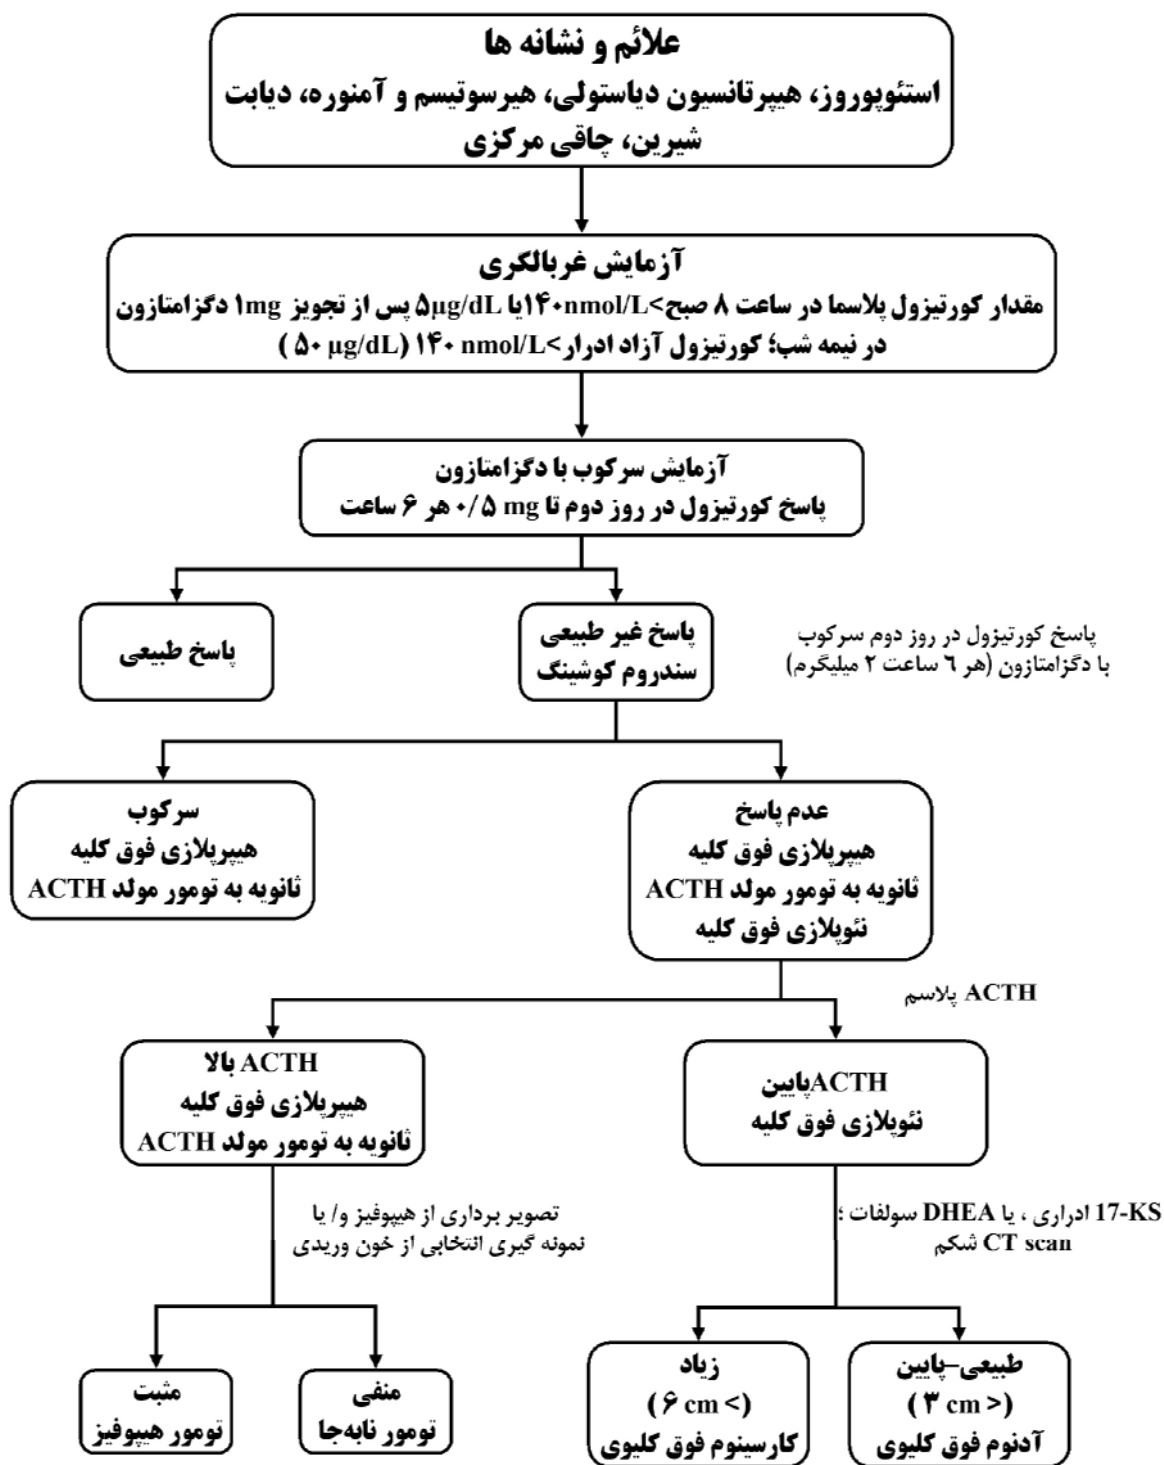 علائم و نشانه ها
استئوپوروز، هیپرتانسیون دیاستولی، هیرسوتیسم و آمنوره، دیابت
شیرین، چاقی مرکزی
آزمایش غربالگری
مقدار کورتیزول پلاسما در ساعت ۸ صبح>۱۴۰nmol/L یا ۵μg/dL پس از تجویز ۱mg دگزامتازون
در نیمه شب؛ کورتیزول آزاد ادرار>۱۴۰ nmol/L (۵۰ μg/dL )
آزمایش سرکوب با دگزامتازون
پاسخ کورتیزول در روز دوم تا ۰/۵ mg هر ۶ ساعت
پاسخ کورتیزول در روز دوم سرکوب
با دگزامتازون (هر ٦ ساعت ۲ میلیگرم)
پاسخ غیر طبیعی
سندروم کوشینگ
پاسخ طبیعی
عدم پاسخ
هیپرپلازی فوق کلیه
ثانویه به تومور مولد ACTH
نئوپلازی فوق کلیه
سرکوب
هیپرپلازی فوق کلیه
ثانویه به تومور مولد ACTH
ACTH پلاسم
ACTHپایین
نئوپلازی فوق کلیه
ACTH بالا
هیپرپلازی فوق کلیه
ثانویه به تومور مولد ACTH
17-KS ادراری ، یا DHEA سولفات ؛
CT scan شکم
تصویر برداری از هیپوفیز و/ یا
نمونه گیری انتخابی از خون وریدی
طبیعی–پایین
(< ۳ cm )
آدنوم فوق کلیوی
زیاد
(> ۶ cm )
کارسینوم فوق کلیوی
منفی
تومور نابه‌جا
مثبت
تومور هیپوفیز